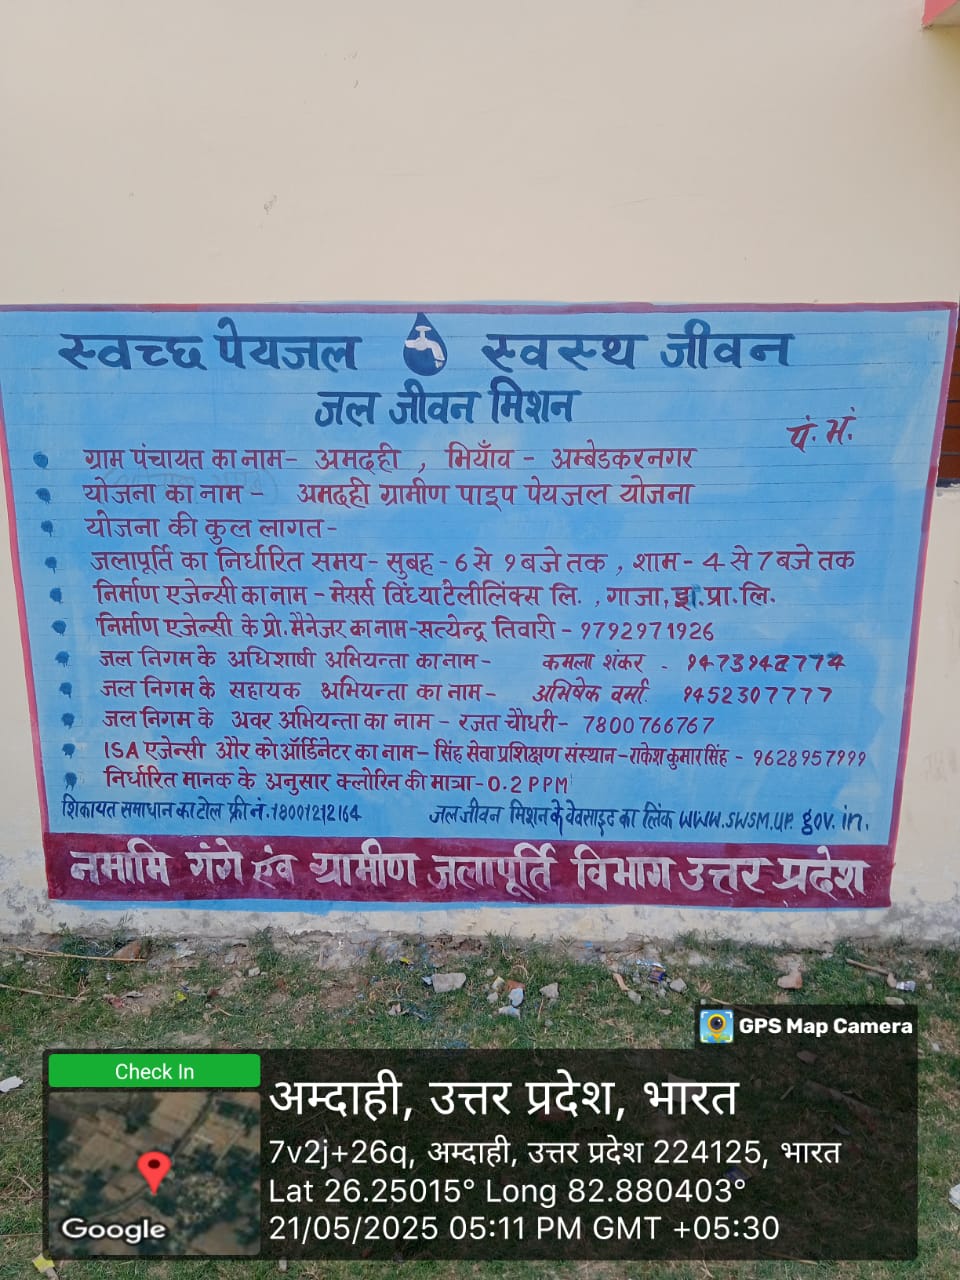 स्वच्छ पेयजल स्वस्थ जीवन
जल जीवन मिशन
पं. भ.
ग्राम पंचायत का नाम- अमदही , भियाँव - अम्बेडकरनगर
योजना का नाम - अमदही ग्रामीण पाइप पेयजल योजना
योजना की कुल लागत-
जलापूर्ति का निर्धारित समय- सुबह - 6 से 9 बजे तक , शाम - 4 से 7 बजे तक
निर्माण एजेन्सी का नाम - मेसर्स विंध्या टेलीलिंक्स लि. , गाजा, प्रा. लि.
निर्माण एजेन्सी के प्रो. मैनेजर का नाम-सत्येन्द्र तिवारी - 9792971926
जल निगम के अधिशाषी अभियन्ता का नाम- कमला शंकर -
जल निगम के सहायक अभियन्ता का नाम- अभिषेक वर्मा. 9452307777
जल निगम के अवर अभियन्ता का नाम - रजत चौधरी- 7800766767
ISA एजेन्सी और को ऑर्डिनेटर का नाम- सिंह सेवा प्रशिक्षण संस्थान-राकेश कुमार सिंह - 9628957999
निर्धारित मानक के अनुसार क्लोरिन की मात्रा-0.2 PPM
शिकायत समाधान का टोल फ्री नं. 18001212164 जल जीवन मिशन के वेवसाइट का लिंक www.swsm.up.gov.in.
नमामि गंगे एंव ग्रामीण जलापूर्ति विभाग उत्तर प्रदेश
GPS Map Camera
Check In
अम्दाही, उत्तर प्रदेश, भारत
7v2j+26q, अम्दाही, उत्तर प्रदेश 224125, भारत
Lat 26.25015° Long 82.880403°
21/05/2025 05:11 PM GMT +05:30
Google